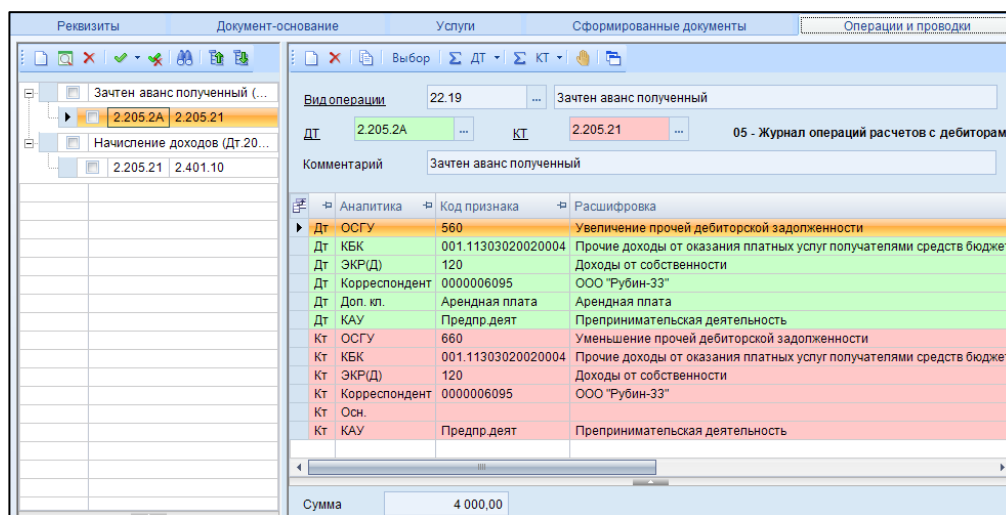 Реквизиты Документ-основание Услуги Сформированные документы Операции и проводки
Выбор Σ ДТ Σ КТ
Зачтен аванс полученный (...
2.205.2А 2.205.21
Начисление доходов (Дт.20...
2.205.21 2.401.10
Вид операции 22.19 ... Зачтен аванс полученный
ДТ 2.205.2А ... КТ 2.205.21 ... 05 - Журнал операций расчетов с дебиторам
Комментарий Зачтен аванс полученный
Аналитика Код признака Расшифровка
Дт ОСГУ 560 Увеличение прочей дебиторской задолженности
Дт КБК 001.11303020020004 Прочие доходы от оказания платных услуг получателями средств бюдже
Дт ЭКР(Д) 120 Доходы от собственности
Дт Корреспондент 0000006095 ООО "Рубин-33"
Дт Доп. кл. Арендная плата Арендная плата
Дт КАУ Предпр.деят Препринимательская деятельность
Кт ОСГУ 660 Уменьшение прочей дебиторской задолженности
Кт КБК 001.11303020020004 Прочие доходы от оказания платных услуг получателями средств бюдже
Кт ЭКР(Д) 120 Доходы от собственности
Кт Корреспондент 0000006095 ООО "Рубин-33"
Кт Осн.
Кт КАУ Предпр.деят Препринимательская деятельность
Сумма 4 000,00